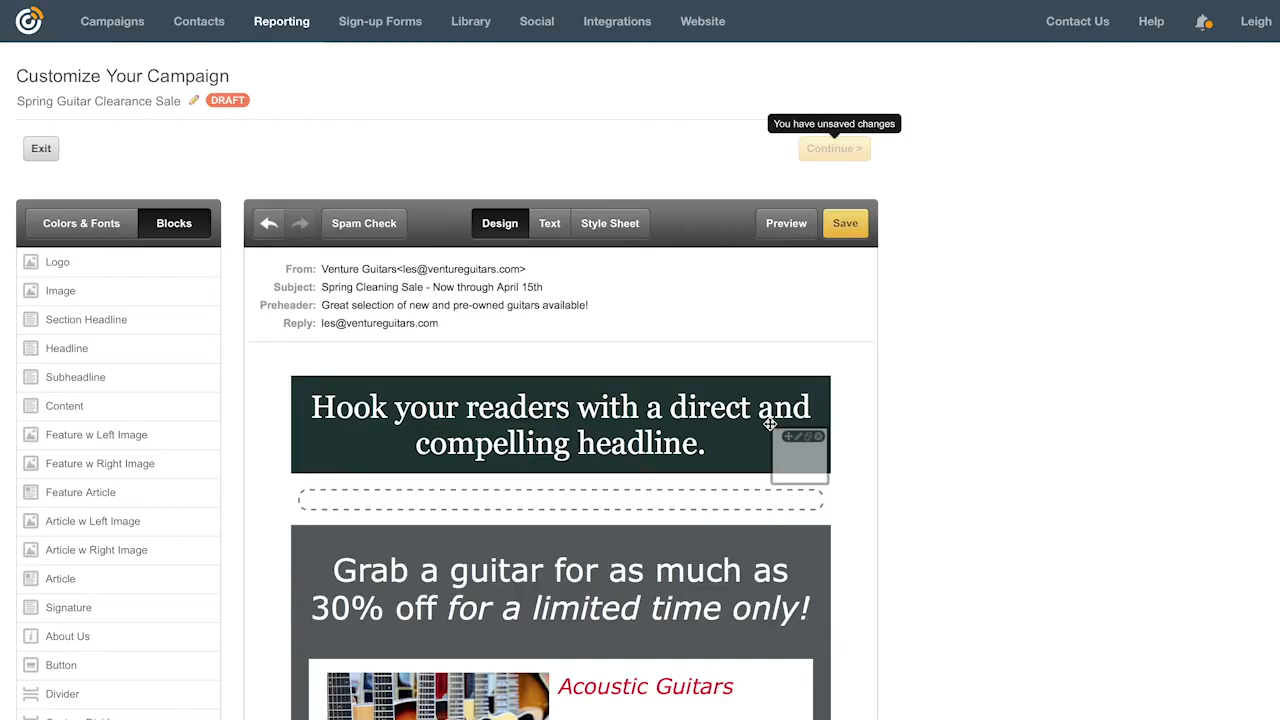 Campaigns Contacts Reporting Sign-up Forms Library Social Integrations Website Contact Us Help Leigh
Customize Your Campaign
Spring Guitar Clearance Sale DRAFT
You have unsaved changes
Exit Continue >
Colors & Fonts Blocks Spam Check Design Text Style Sheet Preview Save
Logo
Image
Section Headline
Headline
Subheadline
Content
Feature w Left Image
Feature w Right Image
Feature Article
Article w Left Image
Article w Right Image
Article
Signature
About Us
Button
Divider
From: Venture Guitars<les@ventureguitars.com>
Subject: Spring Cleaning Sale - Now through April 15th
Preheader: Great selection of new and pre-owned guitars available!
Reply: les@ventureguitars.com
Hook your readers with a direct and
compelling headline.
Grab a guitar for as much as
30% off for a limited time only!
Acoustic Guitars